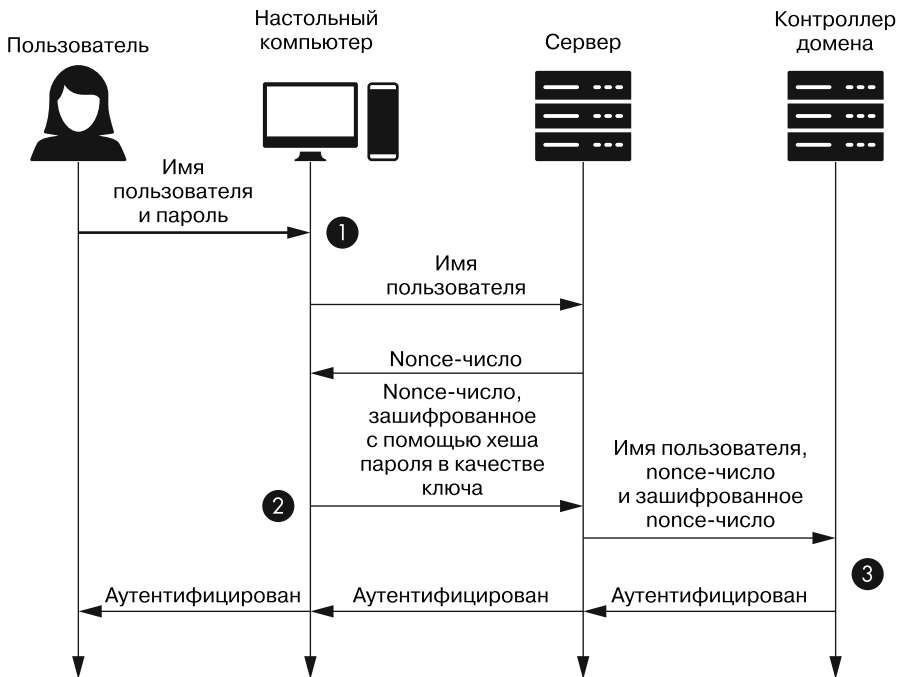 Пользователь
Настольный
компьютер
Сервер
Контроллер
домена
Имя
пользователя
и пароль
1
Имя
пользователя
Nonce-число
Nonce-число,
зашифрованное
с помощью хеша
пароля в качестве
ключа
2
Имя пользователя,
nonce-число
и зашифрованное
nonce-число
3
Аутентифицирован
Аутентифицирован
Аутентифицирован